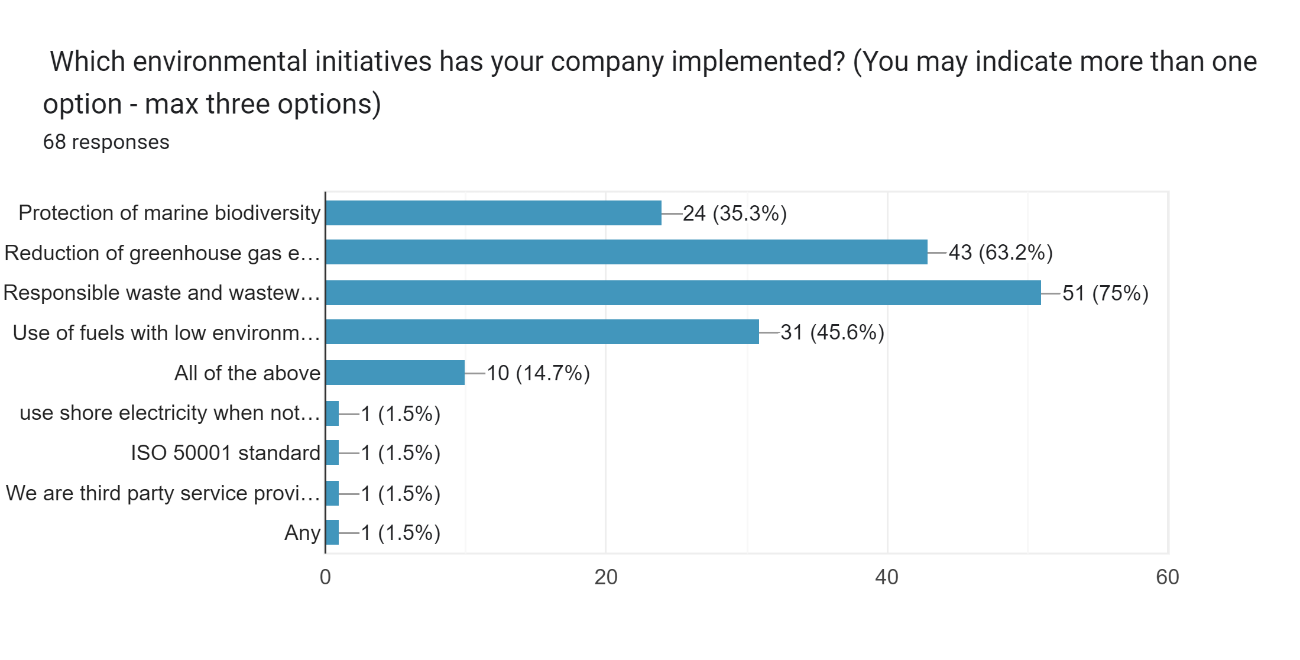 Which environmental initiatives has your company implemented? (You may indicate more than one
option - max three options)
68 responses
Protection of marine biodiversity
24 (35.3%)
Reduction of greenhouse gas e…
43 (63.2%)
Responsible waste and wastew…
51 (75%)
Use of fuels with low environm…
31 (45.6%)
All of the above
10 (14.7%)
use shore electricity when not…
1 (1.5%)
ISO 50001 standard
1 (1.5%)
We are third party service provi…
1 (1.5%)
Any
1 (1.5%)
0 20 40 60